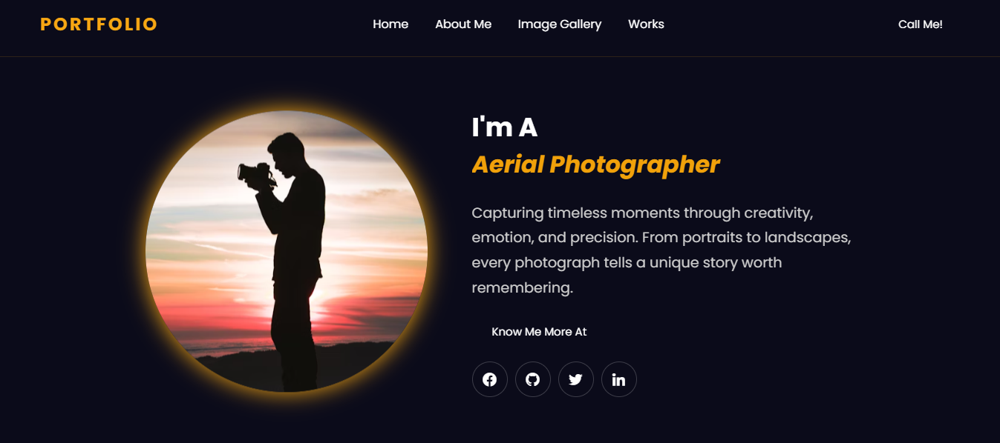 PORTFOLIO
Home
About Me
Image Gallery
Works
Call Me!
I'm A
Aerial Photographer
Capturing timeless moments through creativity,
emotion, and precision. From portraits to landscapes,
every photograph tells a unique story worth
remembering.
Know Me More At